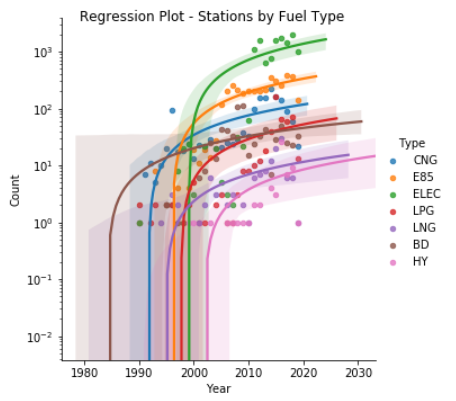 Regression Plot - Stations by Fuel Type
10³
10²
10¹
10⁰
10⁻¹
10⁻²
Count
1980 1990 2000 2010 2020 2030
Year
Type
CNG
E85
ELEC
LPG
LNG
BD
HY